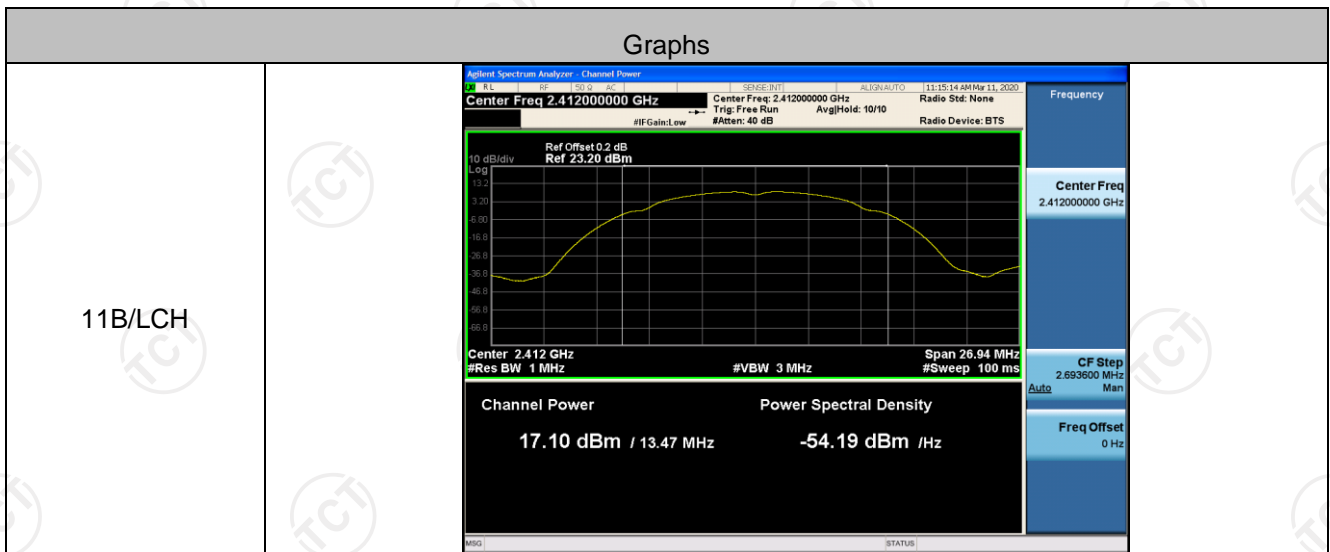 Graphs
11B/LCH
Agilent Spectrum Analyzer - Channel Power
RL RF 50 Ω AC SENSE:INT ALIGNAUTO 11:15:14 AM Mar 11, 2020
Center Freq 2.412000000 GHz
Center Freq: 2.412000000 GHz
Radio Std: None
Trig: Free Run Avg|Hold: 10/10
#IFGain:Low
#Atten: 40 dB
Radio Device: BTS
Ref Offset 0.2 dB
10 dB/div Ref 23.20 dBm
Log
13.2
3.20
-6.80
-16.8
-26.8
-36.8
-46.8
-56.8
-66.8
Center 2.412 GHz Span 26.94 MHz
#Res BW 1 MHz #VBW 3 MHz #Sweep 100 ms
Channel Power Power Spectral Density
17.10 dBm / 13.47 MHz -54.19 dBm /Hz
MSG STATUS
Frequency
Center Freq
2.412000000 GHz
CF Step
2.693600 MHz
Auto Man
Freq Offset
0 Hz
TCT
TCT
TCT
TCT
TCT